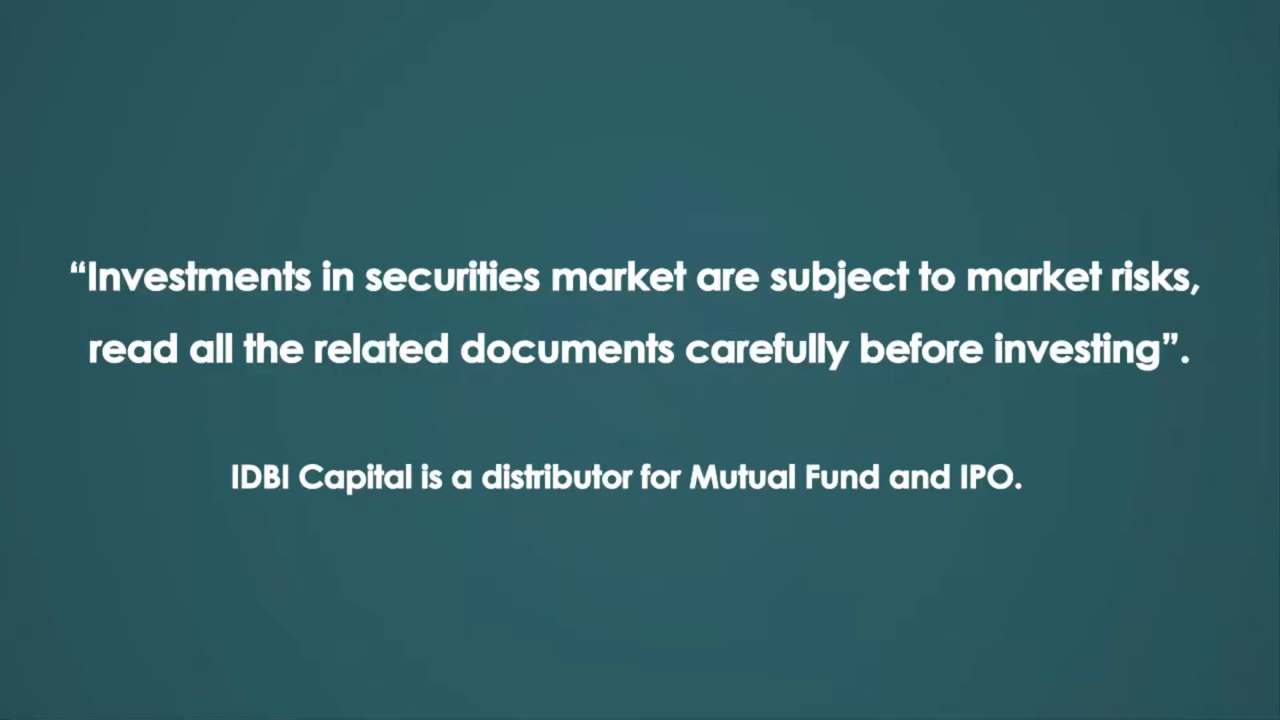 “Investments in securities market are subject to market risks,
read all the related documents carefully before investing”.
IDBI Capital is a distributor for Mutual Fund and IPO.